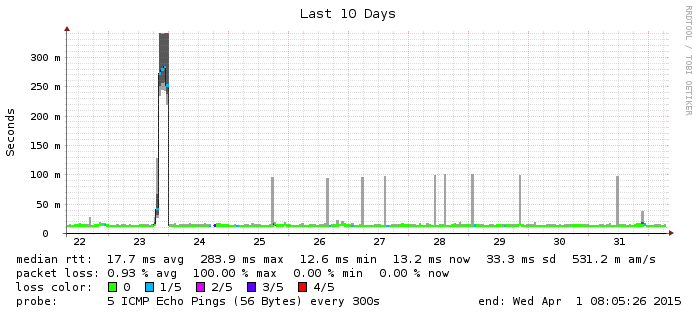 Last 10 Days
RRDTOOL / TOBI OETIKER
Seconds
300 m
250 m
200 m
150 m
100 m
50 m
0
22 23 24 25 26 27 28 29 30 31
median rtt: 17.7 ms avg 283.9 ms max 12.6 ms min 13.2 ms now 33.3 ms sd 531.2 m am/s
packet loss: 0.93 % avg 100.00 % max 0.00 % min 0.00 % now
loss color: 0 1/5 2/5 3/5 4/5
probe: 5 ICMP Echo Pings (56 Bytes) every 300s end: Wed Apr 1 08:05:26 2015